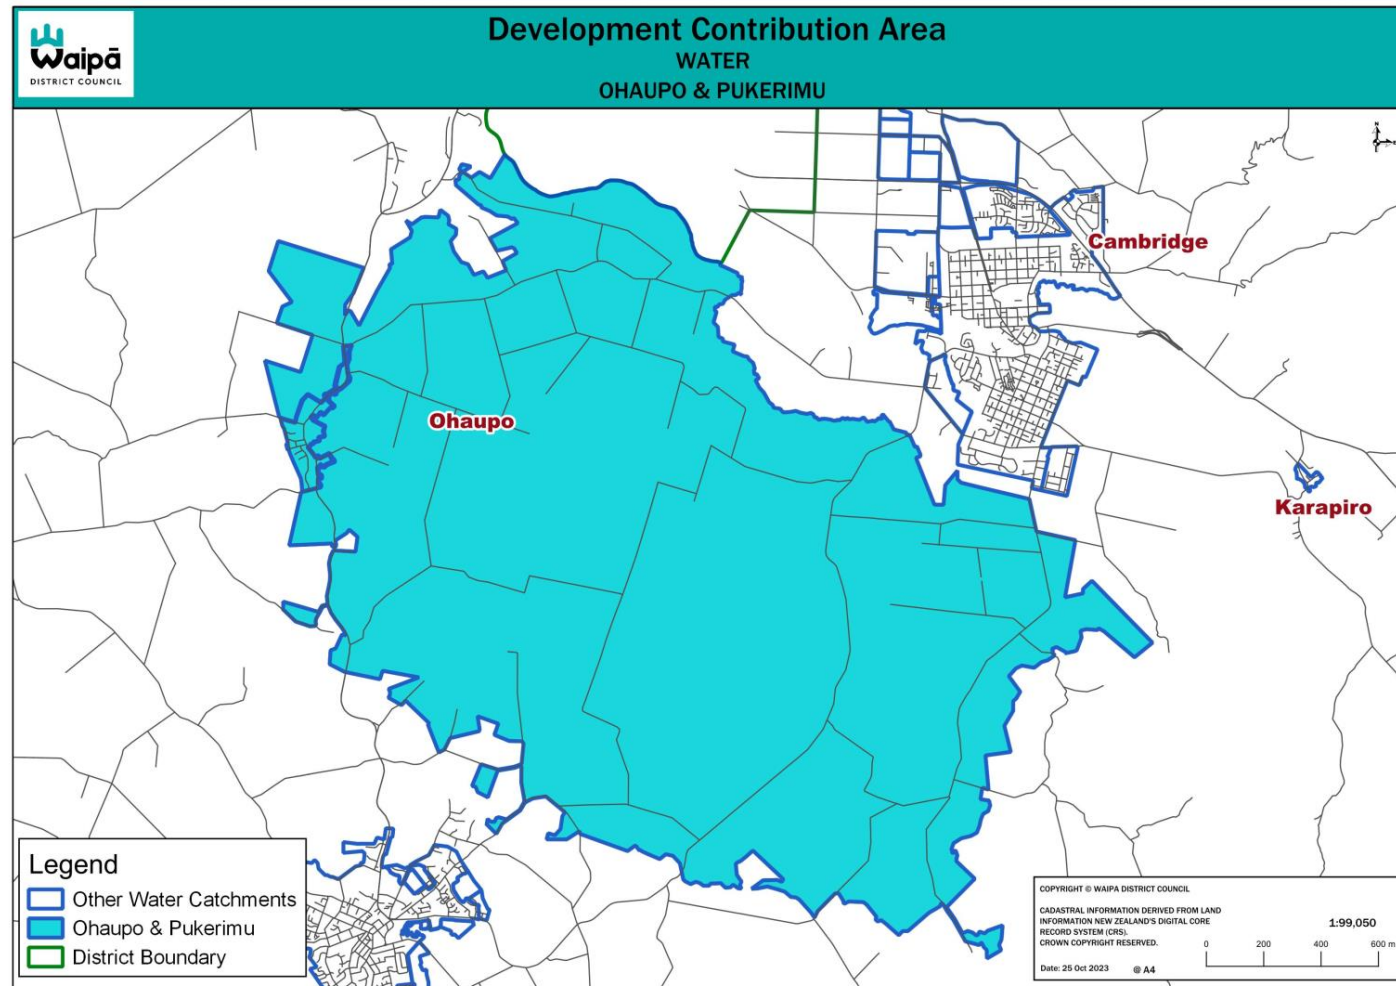 Waipā
DISTRICT COUNCIL
Development Contribution Area
WATER
OHAUPO & PUKERIMU
N
Cambridge
Ohaupo
Karapiro
Legend
Other Water Catchments
Ohaupo & Pukerimu
District Boundary
COPYRIGHT © WAIPA DISTRICT COUNCIL
CADASTRAL INFORMATION DERIVED FROM LAND
INFORMATION NEW ZEALAND'S DIGITAL CORE
RECORD SYSTEM (CRS).
CROWN COPYRIGHT RESERVED.
1:99,050
0 200 400 600 m
Date: 25 Oct 2023 @ A4